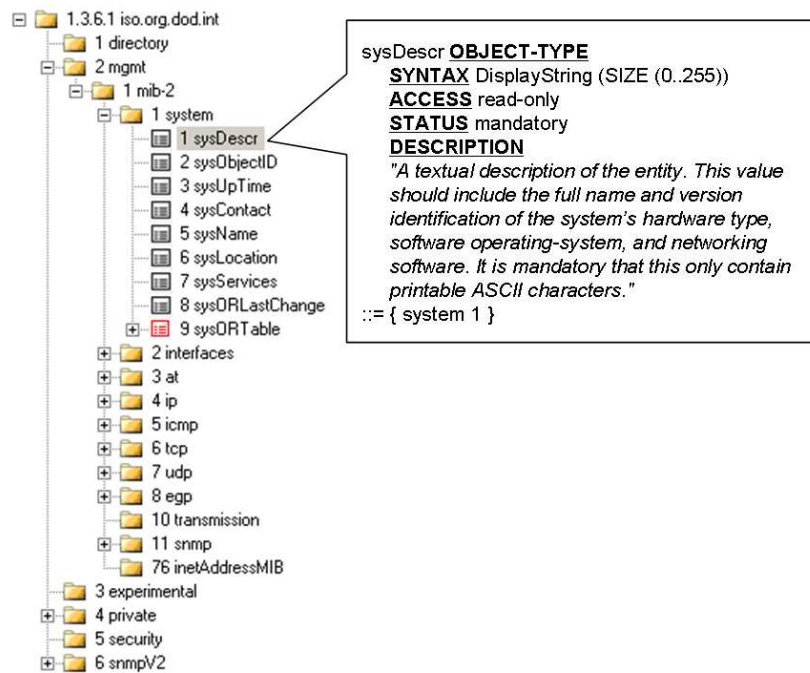 1.3.6.1 iso.org.dod.int
1 directory
2 mgmt
1 mib-2
1 system
1 sysDescr
2 sysObjectID
3 sysUpTime
4 sysContact
5 sysName
6 sysLocation
7 sysServices
8 sysORLastChange
9 sysORTable
2 interfaces
3 at
4 ip
5 icmp
6 tcp
7 udp
8 egp
10 transmission
11 snmp
76 inetAddressMIB
3 experimental
4 private
5 security
6 snmpV2
sysDescr OBJECT-TYPE
SYNTAX DisplayString (SIZE (0..255))
ACCESS read-only
STATUS mandatory
DESCRIPTION
"A textual description of the entity. This value
should include the full name and version
identification of the system's hardware type,
software operating-system, and networking
software. It is mandatory that this only contain
printable ASCII characters."
::= { system 1 }